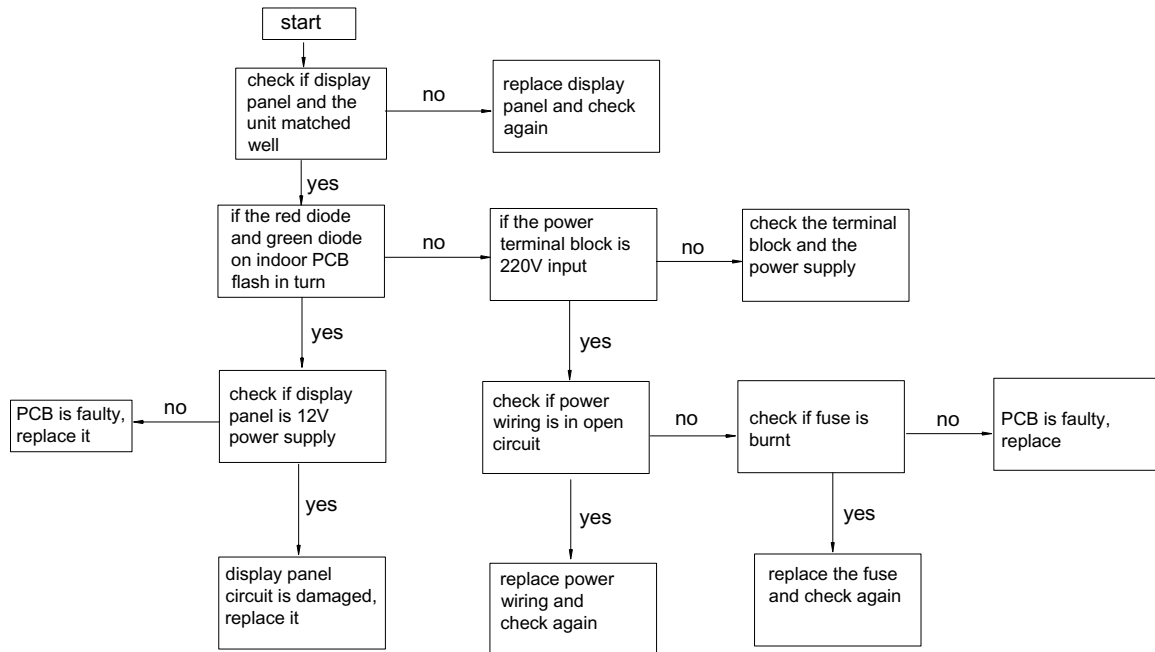 start
check if display
panel and the
unit matched
well
no
replace display
panel and check
again
yes
if the red diode
and green diode
on indoor PCB
flash in turn
no
if the power
terminal block is
220V input
no
check the terminal
block and the
power supply
yes
yes
PCB is faulty,
replace it
no
check if display
panel is 12V
power supply
check if power
wiring is in open
circuit
no
check if fuse is
burnt
no
PCB is faulty,
replace
yes
yes
yes
display panel
circuit is damaged,
replace it
replace power
wiring and
check again
replace the fuse
and check again